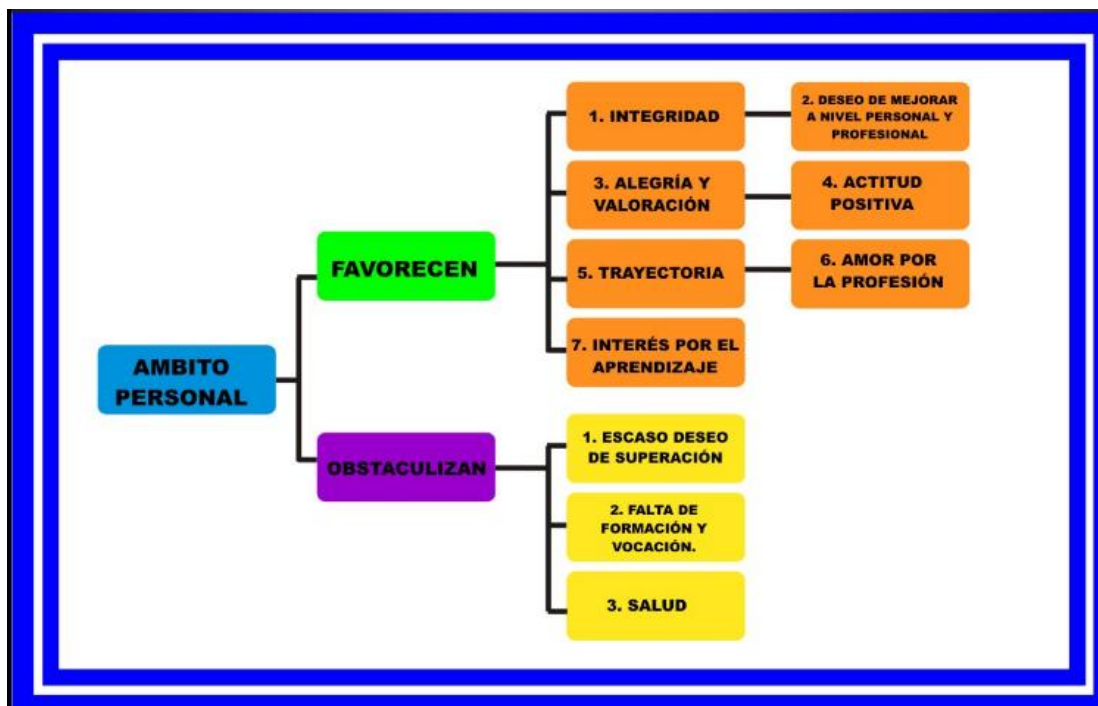 AMBITO
PERSONAL
FAVORECEN
1. INTEGRIDAD
2. DESEO DE MEJORAR
A NIVEL PERSONAL Y
PROFESIONAL
3. ALEGRÍA Y
VALORACIÓN
4. ACTITUD
POSITIVA
5. TRAYECTORIA
6. AMOR POR
LA PROFESIÓN
7. INTERÉS POR EL
APRENDIZAJE
OBSTACULIZAN
1. ESCASO DESEO
DE SUPERACIÓN
2. FALTA DE
FORMACIÓN Y
VOCACIÓN.
3. SALUD